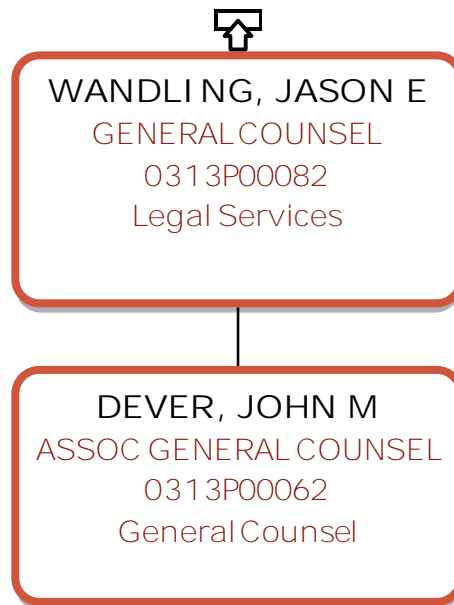 WANDLING, JASON E
GENERAL COUNSEL
0313P00082
Legal Services
DEVER, JOHN M
ASSOC GENERAL COUNSEL
0313P00062
General Counsel